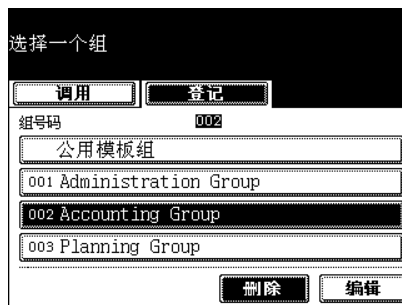 选择一个组
调用 登记
组号码 002
公用模板组
001 Administration Group
002 Accounting Group
003 Planning Group
删除 编辑